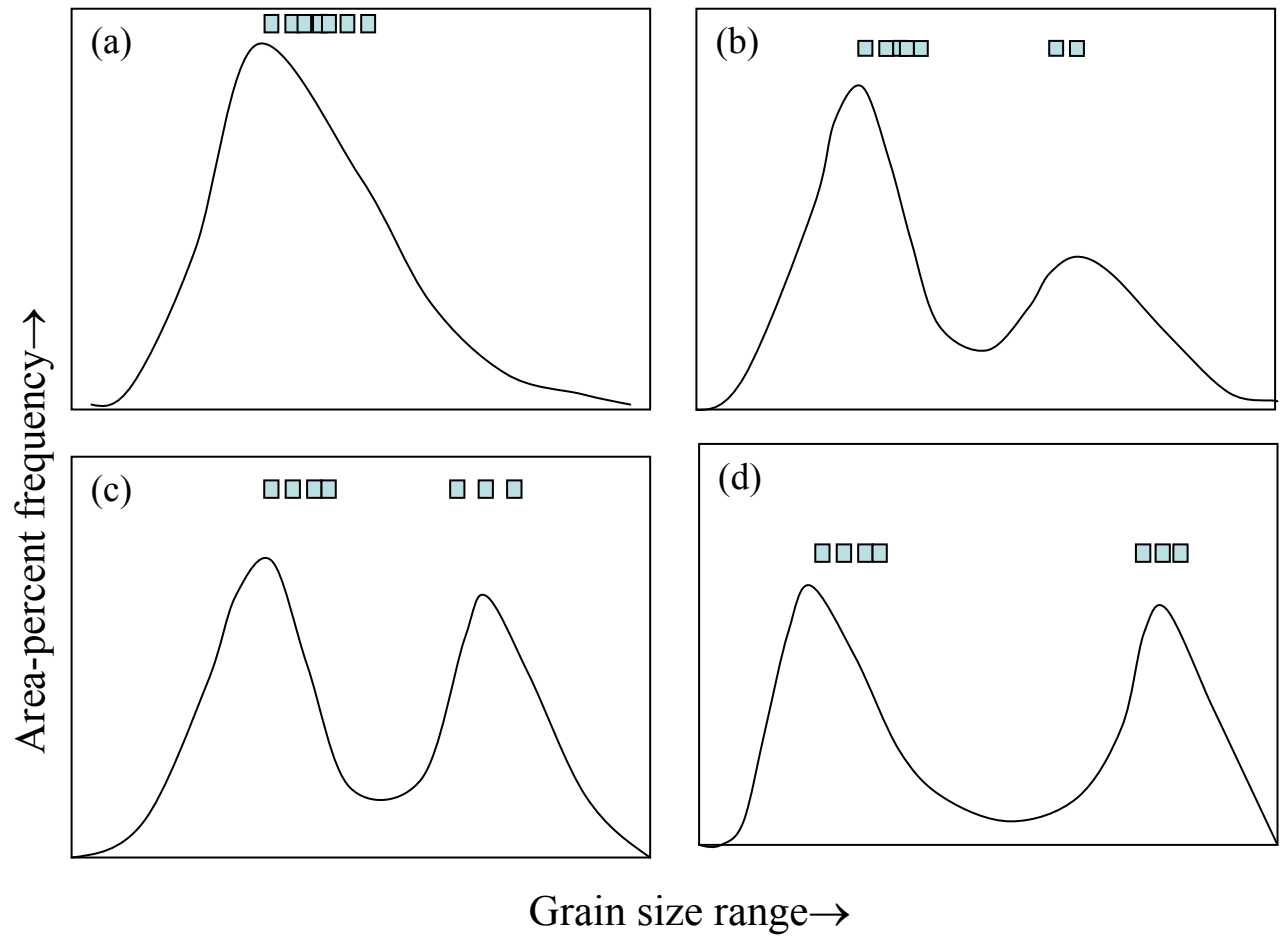 (a)
(b)
(c)
(d)
Area-percent frequency→
Grain size range→